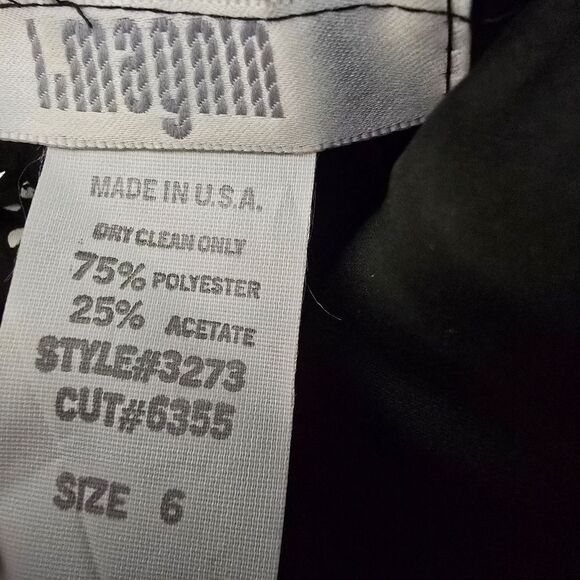 I.magnin
MADE IN U.S.A.
DRY CLEAN ONLY
75% POLYESTER
25% ACETATE
STYLE#3273
CUT#6355
SIZE 6